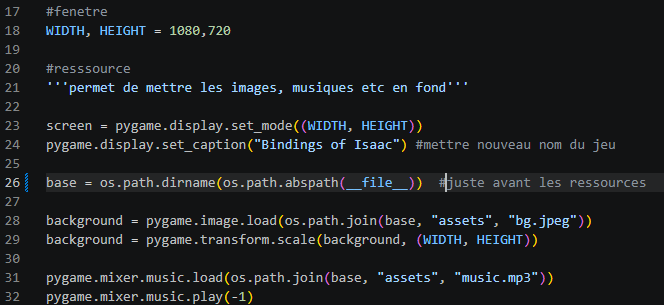 17 #fenetre
18 WIDTH, HEIGHT = 1080,720
19
20 #resssource
21 '''permet de mettre les images, musiques etc en fond'''
22
23 screen = pygame.display.set_mode((WIDTH, HEIGHT))
24 pygame.display.set_caption("Bindings of Isaac") #mettre nouveau nom du jeu
25
26 base = os.path.dirname(os.path.abspath(__file__))  #juste avant les ressources
27
28 background = pygame.image.load(os.path.join(base, "assets", "bg.jpeg"))
29 background = pygame.transform.scale(background, (WIDTH, HEIGHT))
30
31 pygame.mixer.music.load(os.path.join(base, "assets", "music.mp3"))
32 pygame.mixer.music.play(-1)